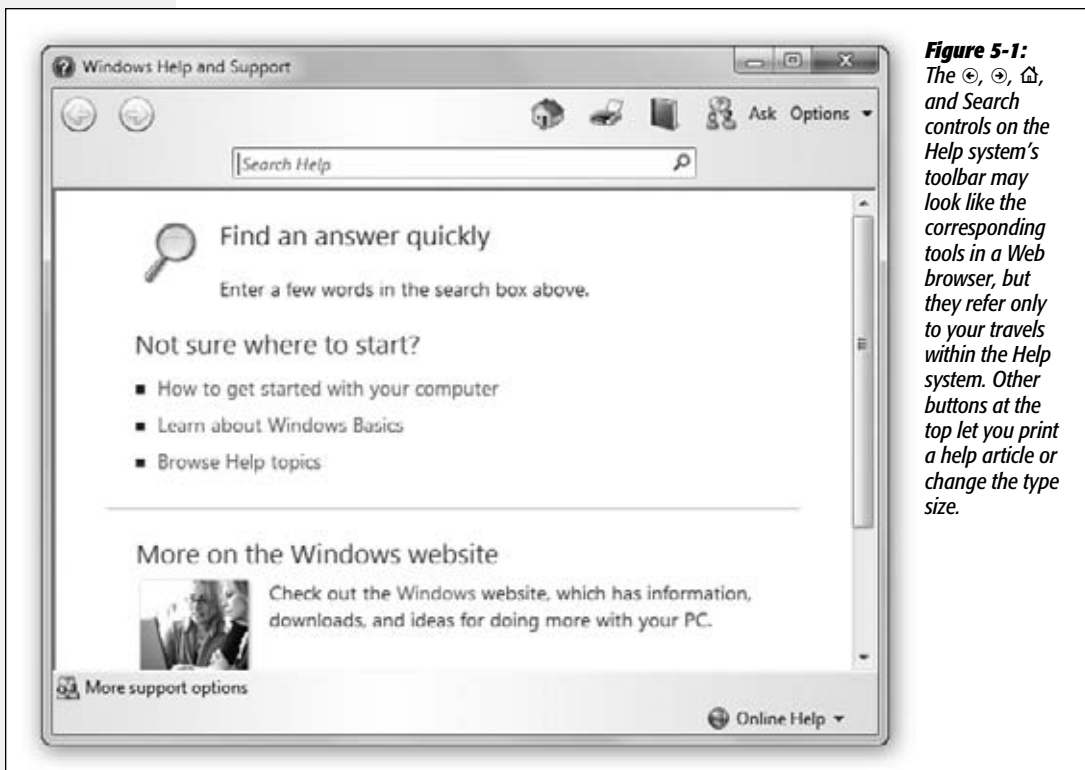 Windows Help and Support
Ask Options
Search Help
Find an answer quickly
Enter a few words in the search box above.
Not sure where to start?
■ How to get started with your computer
■ Learn about Windows Basics
■ Browse Help topics
More on the Windows website
Check out the Windows website, which has information,
downloads, and ideas for doing more with your PC.
More support options
Online Help
Figure 5-1:
The ←, →, ⌂,
and Search
controls on the
Help system's
toolbar may
look like the
corresponding
tools in a Web
browser, but
they refer only
to your travels
within the Help
system. Other
buttons at the
top let you print
a help article or
change the type
size.